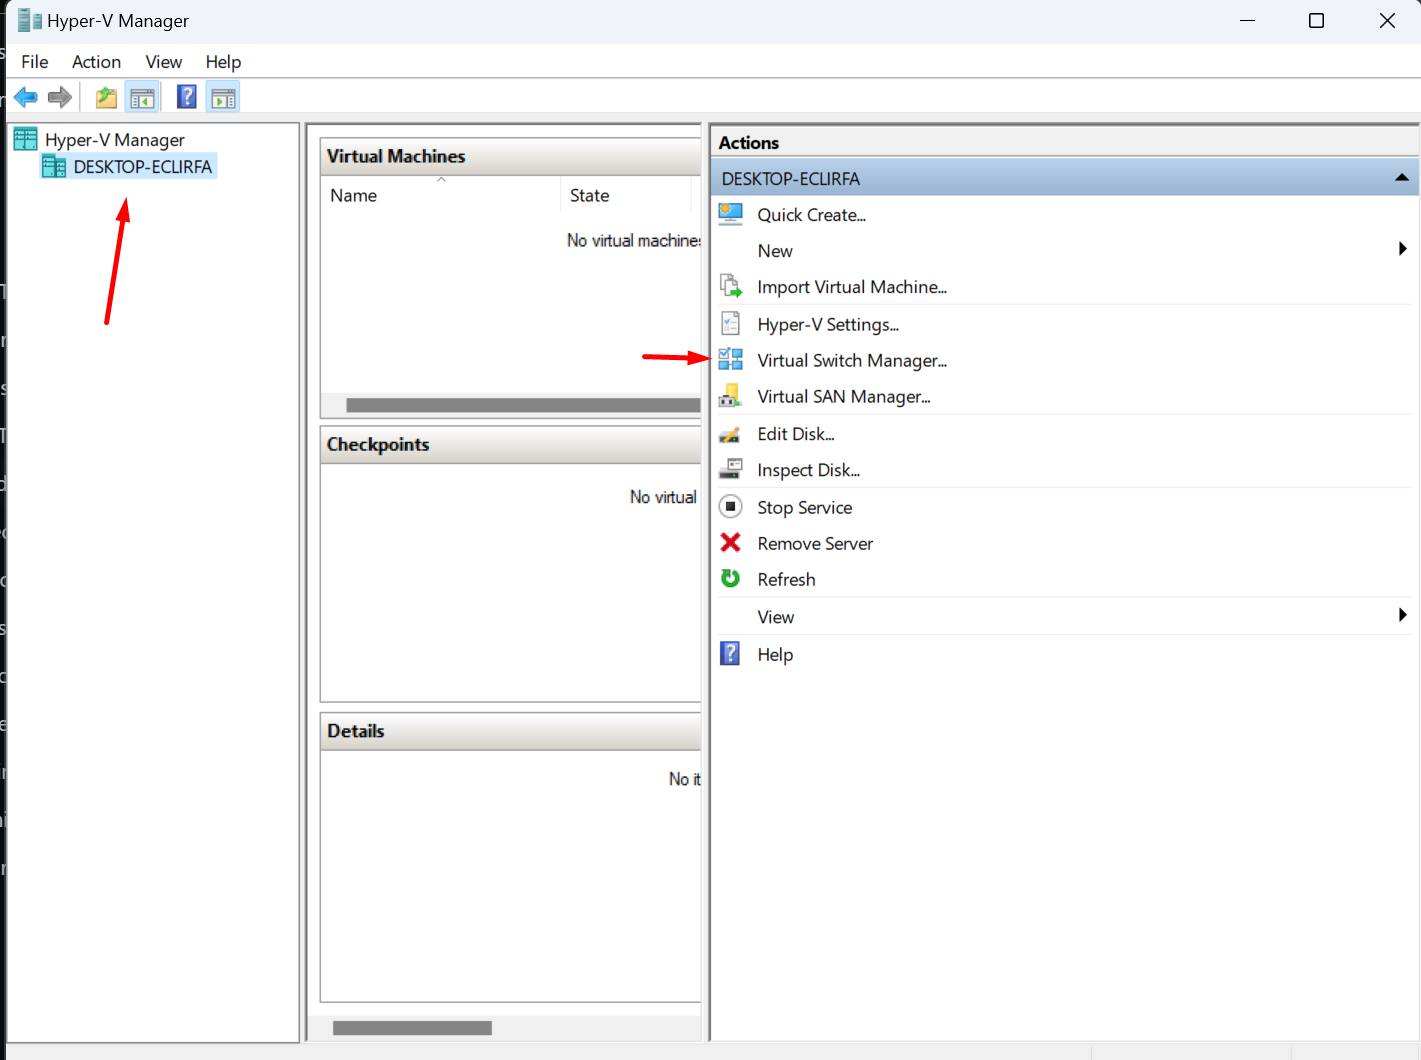 Hyper-V Manager
File Action View Help
Hyper-V Manager
DESKTOP-ECLIRFA
Virtual Machines
Name State
No virtual machines
Checkpoints
No virtual
Details
No it
Actions
DESKTOP-ECLIRFA
Quick Create...
New
Import Virtual Machine...
Hyper-V Settings...
Virtual Switch Manager...
Virtual SAN Manager...
Edit Disk...
Inspect Disk...
Stop Service
Remove Server
Refresh
View
Help